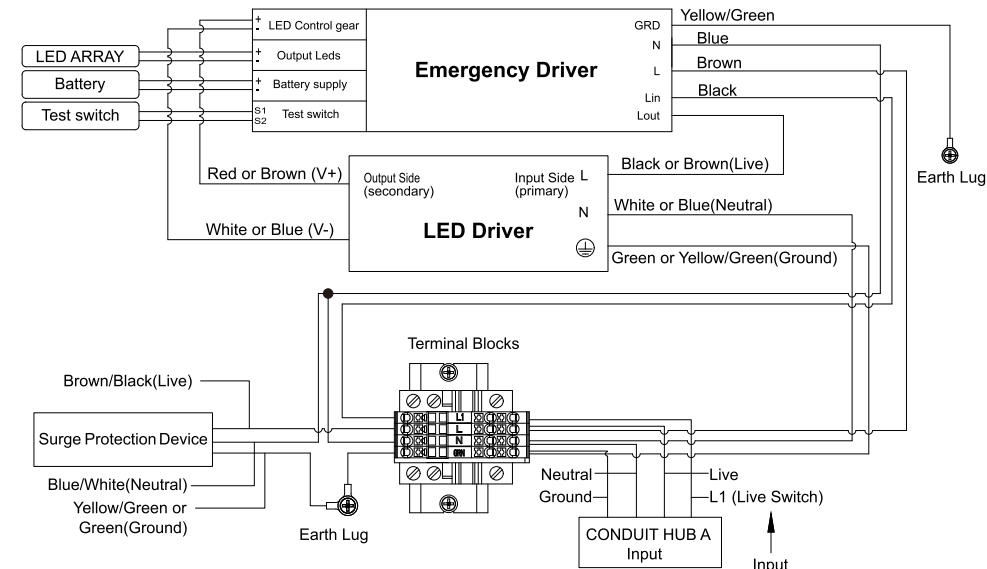 +
-
LED Control gear
Yellow/Green
GRD
Blue
N
LED ARRAY
+
-
Output Leds
Emergency Driver
Brown
L
Battery
+
-
Battery supply
Black
Lin
Test switch
S1
S2
Test switch
Lout
Black or Brown(Live)
Earth Lug
Red or Brown (V+)
Output Side
(secondary)
Input Side L
(primary)
N
White or Blue(Neutral)
White or Blue (V-)
LED Driver
Green or Yellow/Green(Ground)
Terminal Blocks
Brown/Black(Live)
L1
L
N
GRN
Surge Protection Device
Blue/White(Neutral)
Yellow/Green or
Green(Ground)
Earth Lug
Neutral
Ground
Live
L1 (Live Switch)
CONDUIT HUB A
Input
Input